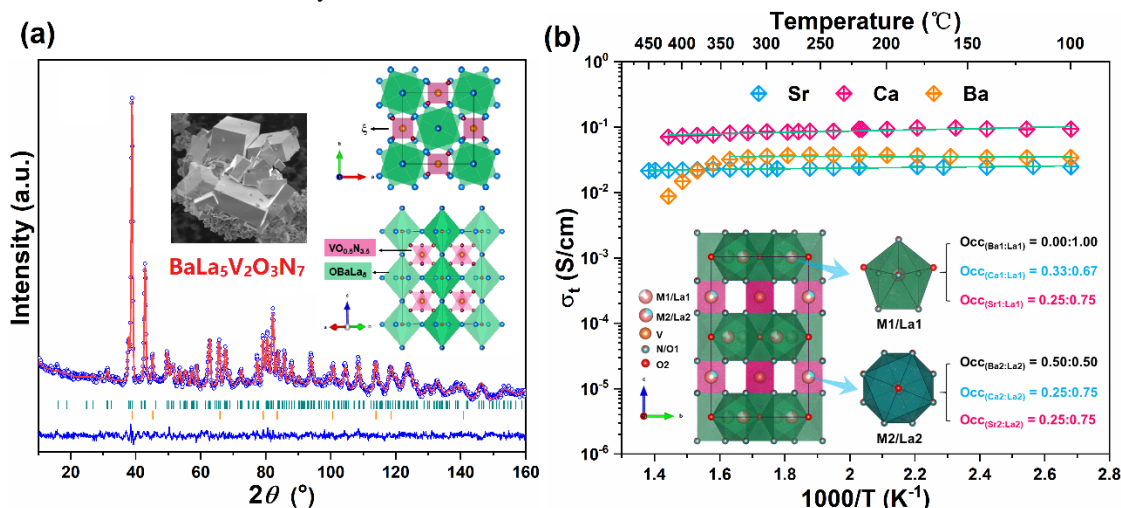 (a)
Intensity (a.u.)
ξ
b
a
BaLa₅V₂O₃N₇
VO₀.₅N₃.₅
OBaLa₆
c
a
n
20 40 60 80 100 120 140 160
2θ (°)
(b)
Temperature (℃)
450 400 350 300 250 200 150 100
Sr Ca Ba
10⁰
10⁻¹
10⁻²
10⁻³
10⁻⁴
10⁻⁵
10⁻⁶
σt (S/cm)
M1/La1
M2/La2
V
N/O1
O2
c
b
M1/La1
Occ(Ba1:La1) = 0.00:1.00
Occ(Ca1:La1) = 0.33:0.67
Occ(Sr1:La1) = 0.25:0.75
M2/La2
Occ(Ba2:La2) = 0.50:0.50
Occ(Ca2:La2) = 0.25:0.75
Occ(Sr2:La2) = 0.25:0.75
1.4 1.6 1.8 2 2.2 2.4 2.6 2.8
1000/T (K⁻¹)